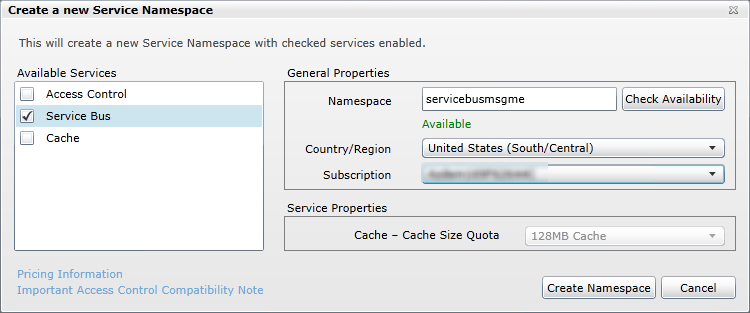 Create a new Service Namespace
This will create a new Service Namespace with checked services enabled.
Available Services
Access Control
Service Bus
Cache
General Properties
Namespace servicebusmsgme Check Availability
Available
Country/Region United States (South/Central)
Subscription
Service Properties
Cache – Cache Size Quota 128MB Cache
Pricing Information
Important Access Control Compatibility Note
Create Namespace Cancel